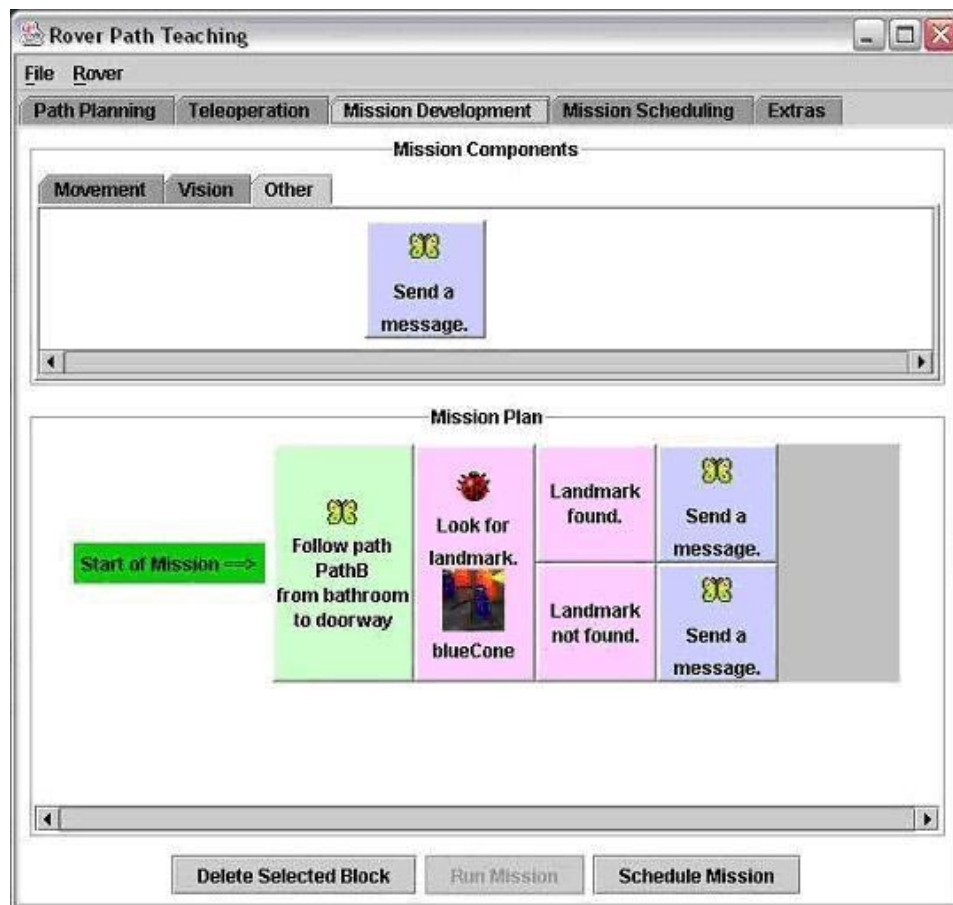 Rover Path Teaching
File Rover
Path Planning Teleoperation Mission Development Mission Scheduling Extras
Mission Components
Movement Vision Other
Send a
message.
Mission Plan
Start of Mission ==>
Follow path
PathB
from bathroom
to doorway
Look for
landmark.
blueCone
Landmark
found.
Send a
message.
Landmark
not found.
Send a
message.
Delete Selected Block Run Mission Schedule Mission